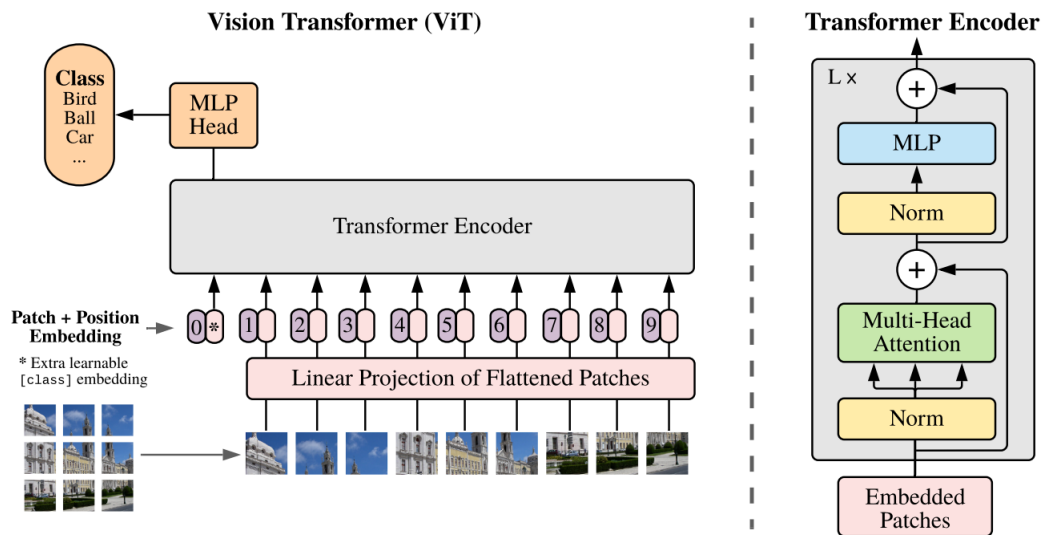 Vision Transformer (ViT)
Class
Bird
Ball
Car
...
MLP
Head
Transformer Encoder
Patch + Position
Embedding
0 * 1 2 3 4 5 6 7 8 9
* Extra learnable
[class] embedding
Linear Projection of Flattened Patches
Transformer Encoder
L ×
+
MLP
Norm
+
Multi-Head
Attention
Norm
Embedded
Patches